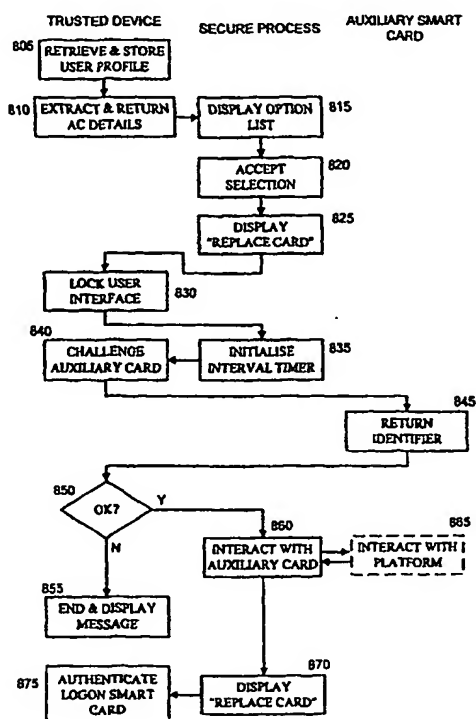 TRUSTED DEVICE
SECURE PROCESS
AUXILIARY SMART
CARD
805
RETRIEVE & STORE
USER PROFILE
810
EXTRACT & RETURN
AC DETAILS
DISPLAY OPTION
LIST
815
ACCEPT
SELECTION
820
DISPLAY
"REPLACE CARD"
825
LOCK USER
INTERFACE
830
840
CHALLENGE
AUXILIARY CARD
INITIALISE
INTERVAL TIMER
835
845
RETURN
IDENTIFIER
850
OK?
Y
N
860
INTERACT WITH
AUXILIARY CARD
865
INTERACT WITH
PLATFORM
855
END & DISPLAY
MESSAGE
870
DISPLAY
"REPLACE CARD"
875
AUTHENTICATE
LOGON SMART
CARD